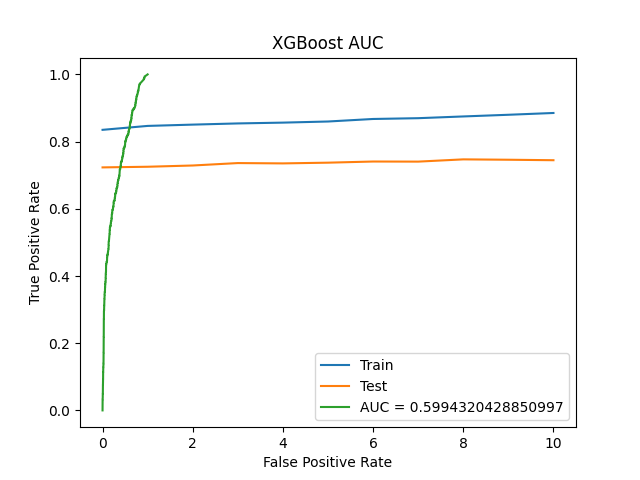 XGBoost AUC
True Positive Rate
1.0
0.8
0.6
0.4
0.2
0.0
Train
Test
AUC = 0.5994320428850997
0 2 4 6 8 10
False Positive Rate